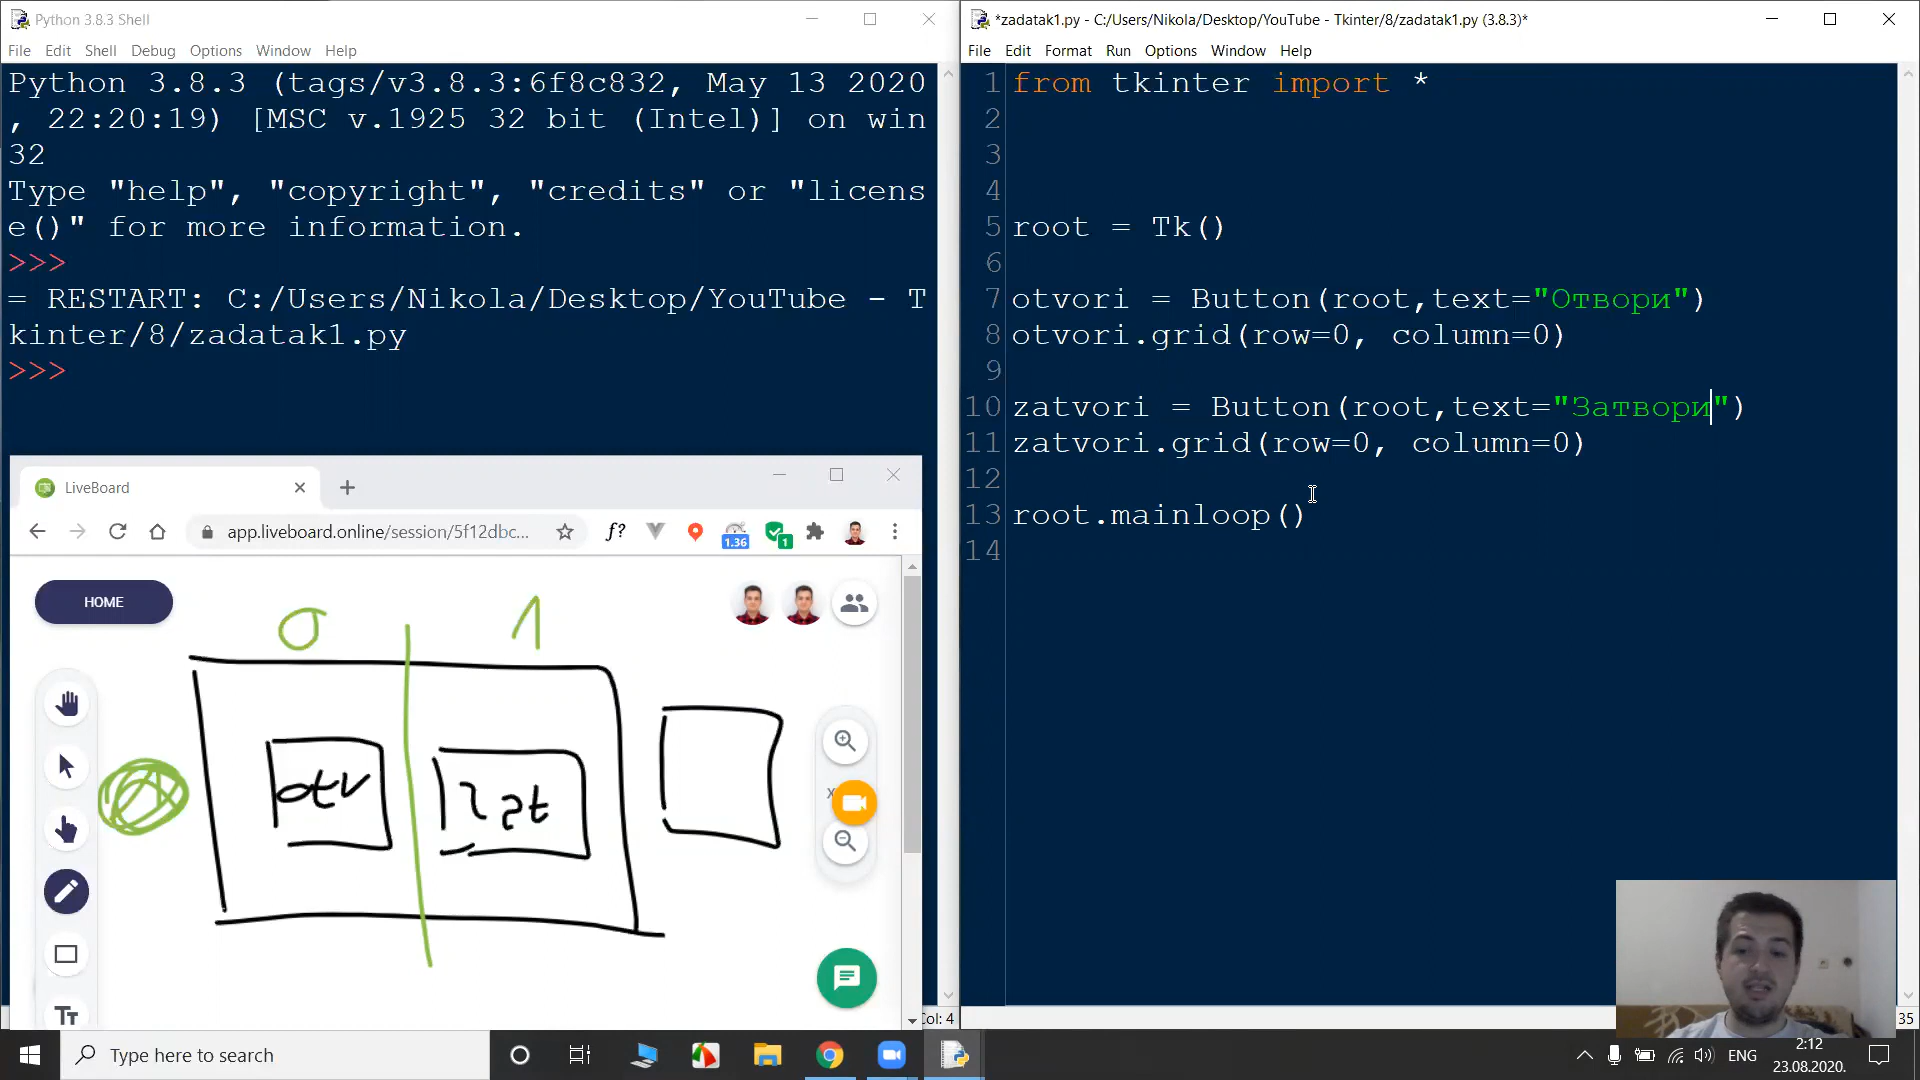 Python 3.8.3 Shell
File Edit Shell Debug Options Window Help
Python 3.8.3 (tags/v3.8.3:6f8c832, May 13 2020
, 22:20:19) [MSC v.1925 32 bit (Intel)] on win
32
Type "help", "copyright", "credits" or "licens
e()" for more information.
>>>
= RESTART: C:/Users/Nikola/Desktop/YouTube - T
kinter/8/zadatak1.py
>>>
LiveBoard
app.liveboard.online/session/5f12dbc...
f?
1.36
1
HOME
0 1
otv
zat
Tt
Col: 4
*zadatak1.py - C:/Users/Nikola/Desktop/YouTube - Tkinter/8/zadatak1.py (3.8.3)*
File Edit Format Run Options Window Help
1 from tkinter import *
2
3
4
5 root = Tk()
6
7 otvori = Button(root,text="Отвори")
8 otvori.grid(row=0, column=0)
9
10 zatvori = Button(root,text="Затвори")
11 zatvori.grid(row=0, column=0)
12
13 root.mainloop()
14
35
Type here to search
ENG
2:12
23.08.2020.